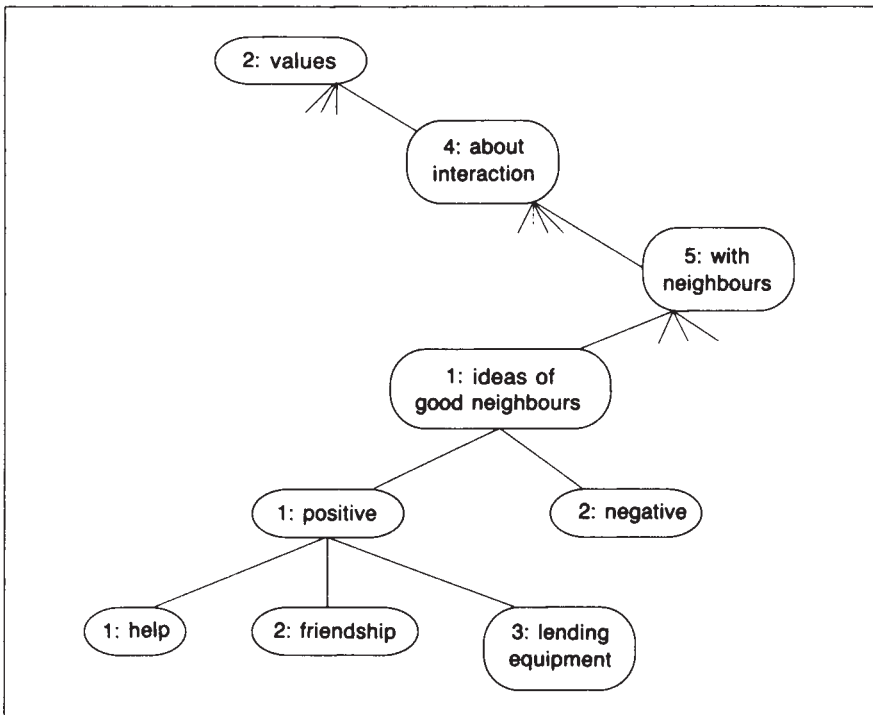 2: values
4: about
interaction
5: with
neighbours
1: ideas of
good neighbours
1: positive
2: negative
1: help
2: friendship
3: lending
equipment